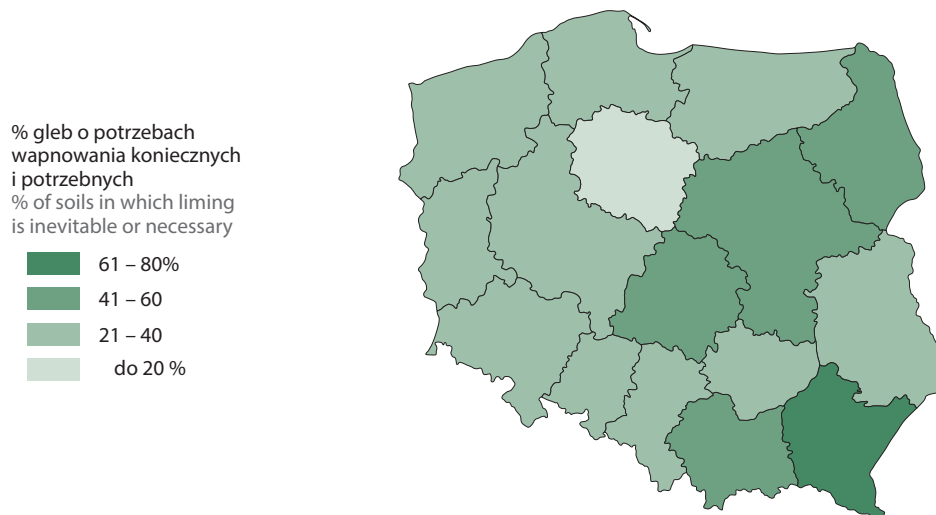 % gleb o potrzebach
wapnowania koniecznych
i potrzebnych
% of soils in which liming
is inevitable or necessary
61 – 80%
41 – 60
21 – 40
do 20 %